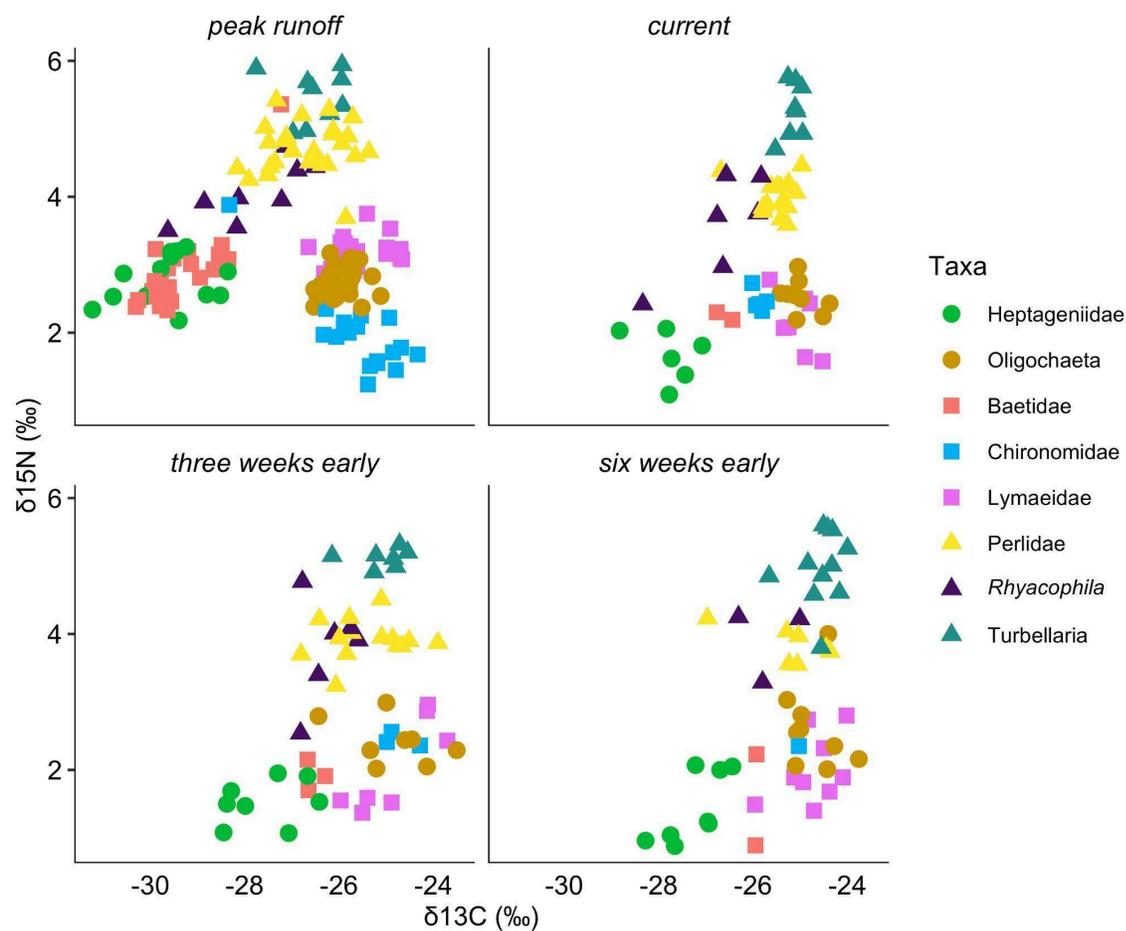 peak runoff
current
6
4
2
three weeks early
six weeks early
6
4
2
δ15N (‰)
-30
-28
-26
-24
-30
-28
-26
-24
δ13C (‰)
Taxa
Heptageniidae
Oligochaeta
Baetidae
Chironomidae
Lymaeidae
Perlidae
Rhyacophila
Turbellaria